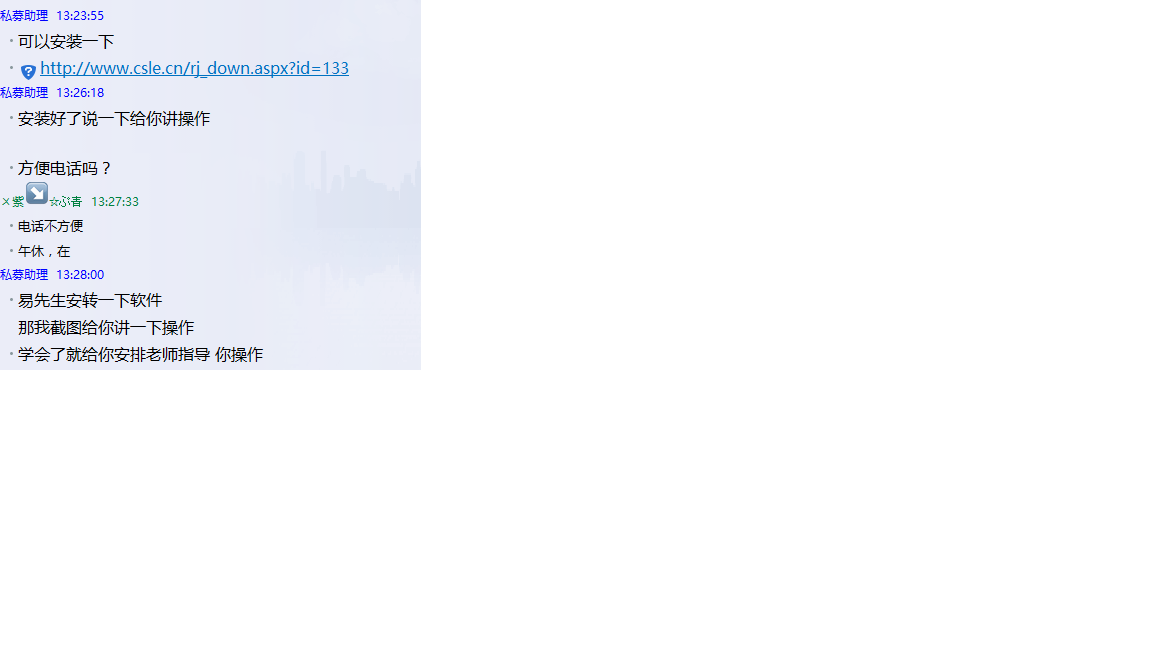 私募助理 13:23:55
可以安装一下
http://www.csle.cn/rj_down.aspx?id=133
私募助理 13:26:18
安装好了说一下给你讲操作
方便电话吗？
×紫↘☆ぶ青 13:27:33
电话不方便
午休，在
私募助理 13:28:00
易先生安转一下软件
那我截图给你讲一下操作
学会了就给你安排老师指导 你操作